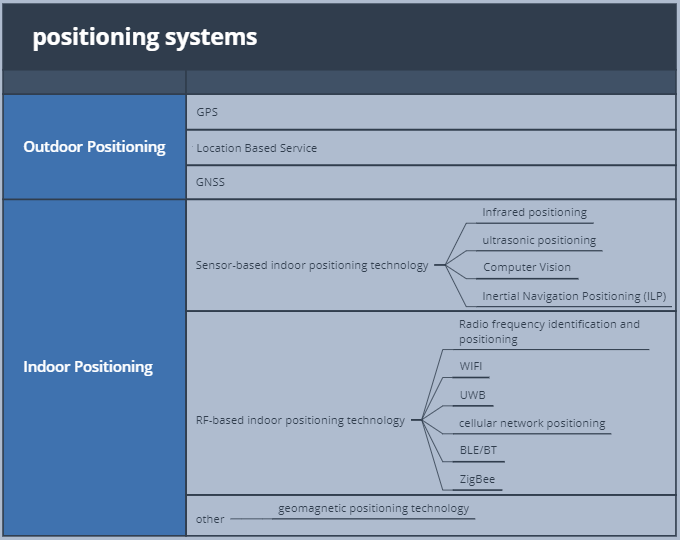 positioning systems
Outdoor Positioning
GPS
Location Based Service
GNSS
Indoor Positioning
Sensor-based indoor positioning technology
Infrared positioning
ultrasonic positioning
Computer Vision
Inertial Navigation Positioning (ILP)
RF-based indoor positioning technology
Radio frequency identification and
positioning
WIFI
UWB
cellular network positioning
BLE/BT
ZigBee
other
geomagnetic positioning technology